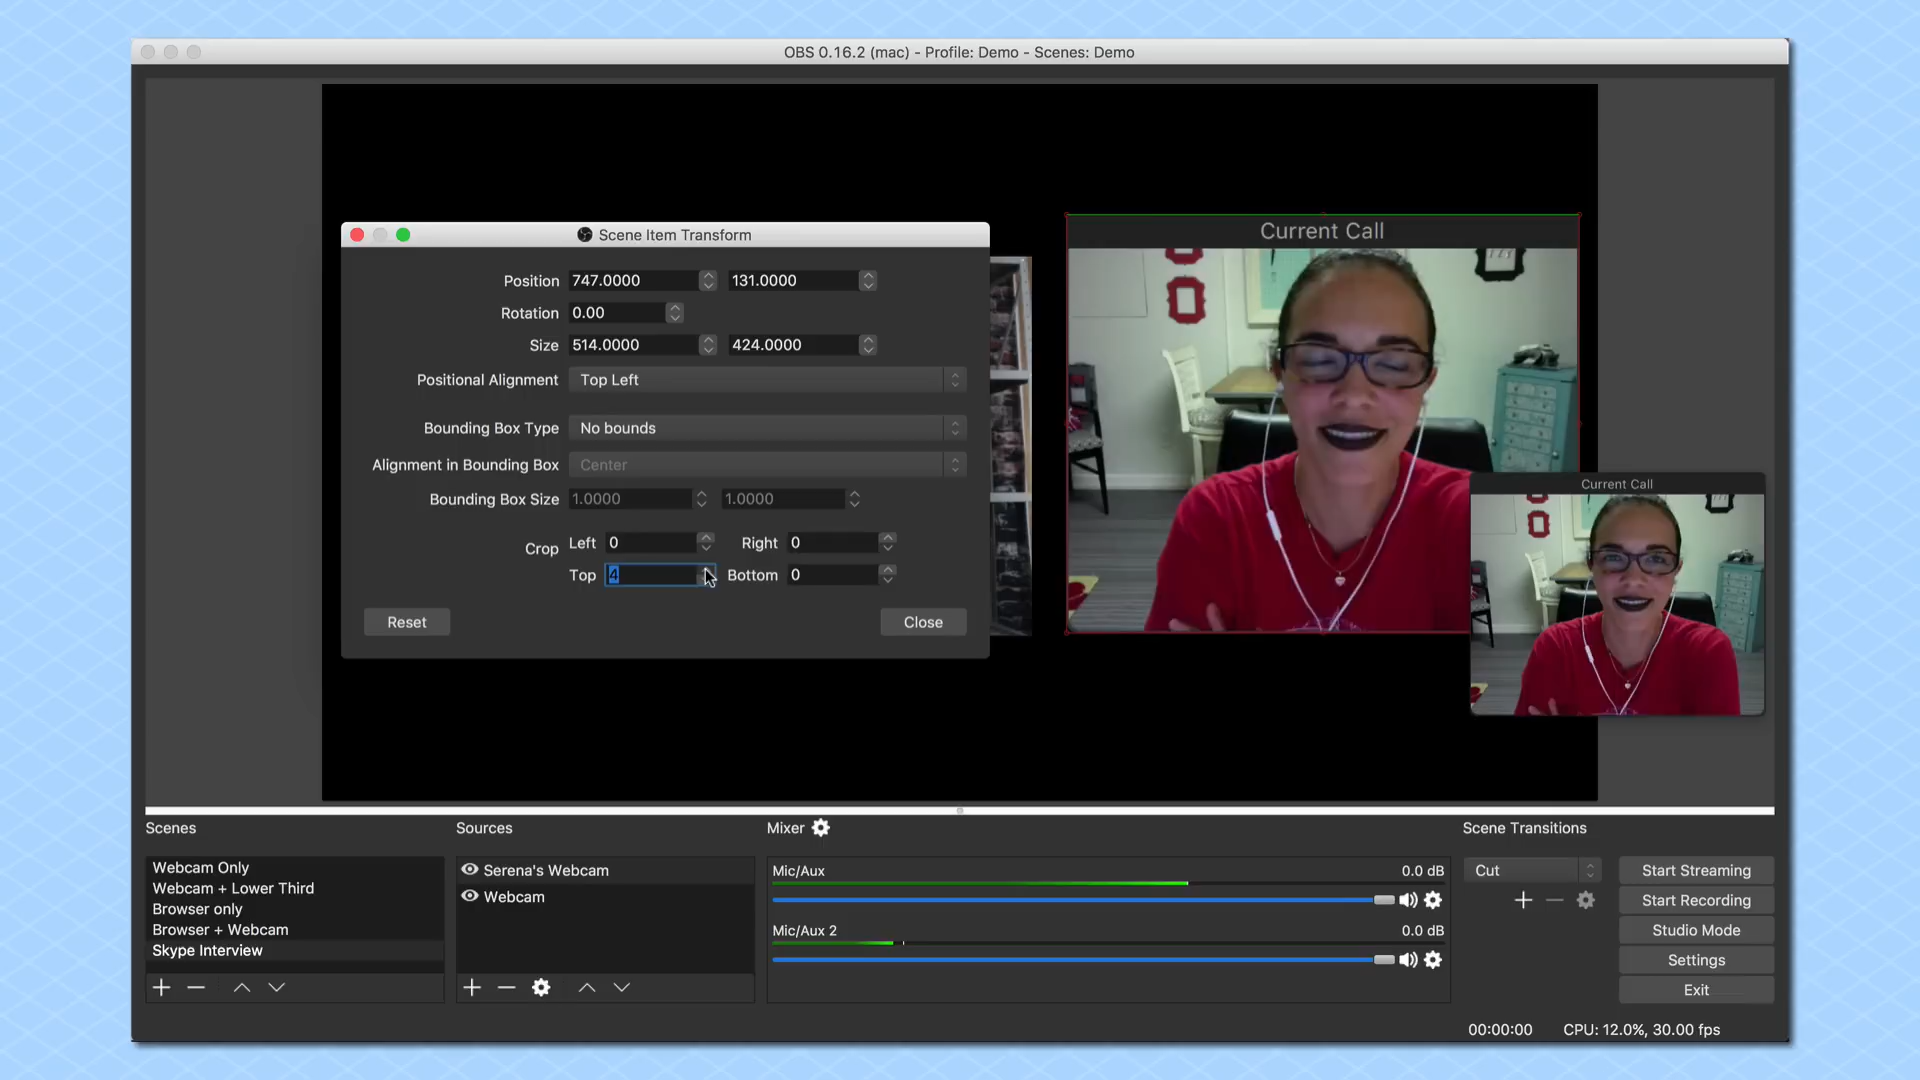 OBS 0.16.2 (mac) - Profile: Demo - Scenes: Demo
Scene Item Transform
Position 747.0000 131.0000
Rotation 0.00
Size 514.0000 424.0000
Positional Alignment Top Left
Bounding Box Type No bounds
Alignment in Bounding Box Center
Bounding Box Size 1.0000 1.0000
Crop Left 0 Right 0
Top 4 Bottom 0
Reset Close
Current Call
Current Call
Scenes
Webcam Only
Webcam + Lower Third
Browser only
Browser + Webcam
Skype Interview
Sources
Serena's Webcam
Webcam
Mixer
Mic/Aux 0.0 dB
Mic/Aux 2 0.0 dB
Scene Transitions
Cut
Start Streaming
Start Recording
Studio Mode
Settings
Exit
00:00:00 CPU: 12.0%, 30.00 fps